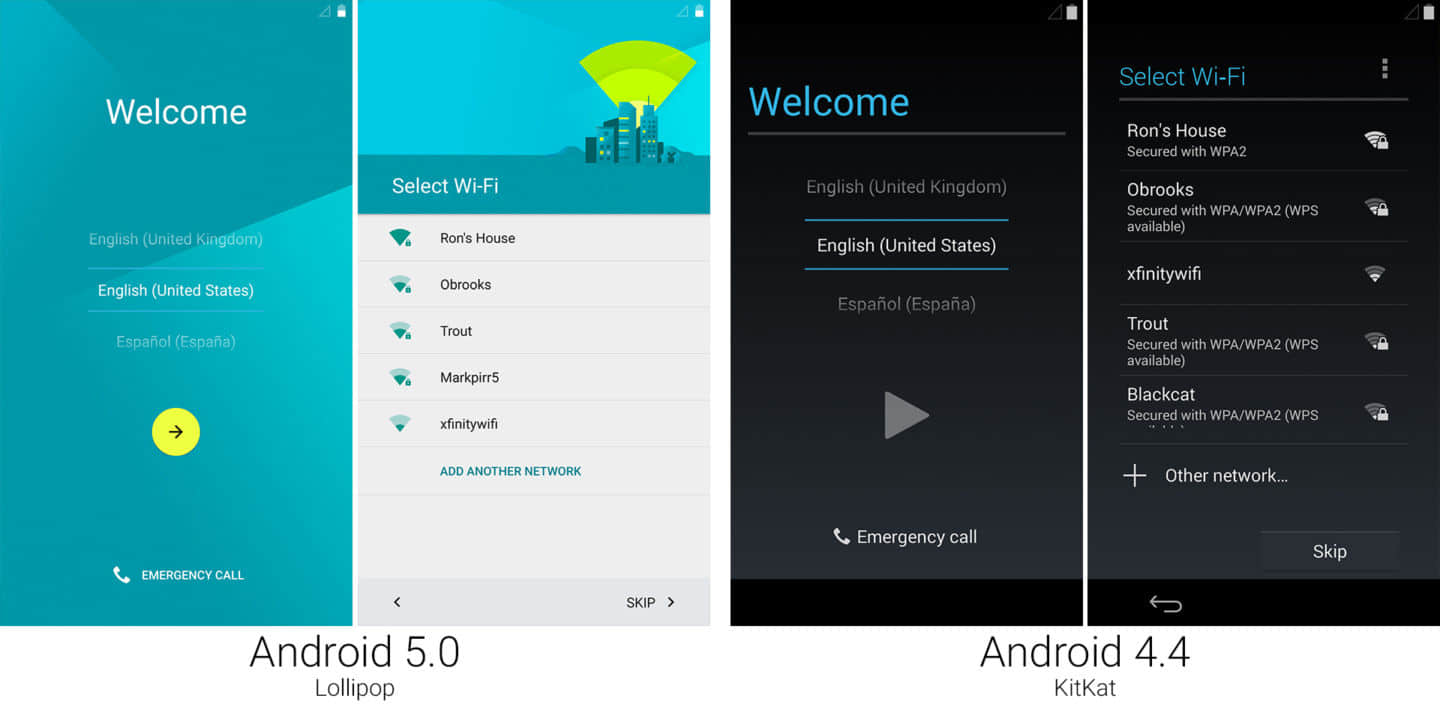 Welcome
English (United Kingdom)
English (United States)
Español (España)
EMERGENCY CALL
Select Wi-Fi
Ron's House
Obrooks
Trout
Markpirr5
xfinitywifi
ADD ANOTHER NETWORK
SKIP
Android 5.0
Lollipop
Welcome
English (United Kingdom)
English (United States)
Español (España)
Emergency call
Select Wi-Fi
Ron's House
Secured with WPA2
Obrooks
Secured with WPA/WPA2 (WPS
available)
xfinitywifi
Trout
Secured with WPA/WPA2 (WPS
available)
Blackcat
Secured with WPA/WPA2 (WPS
Other network...
Skip
Android 4.4
KitKat